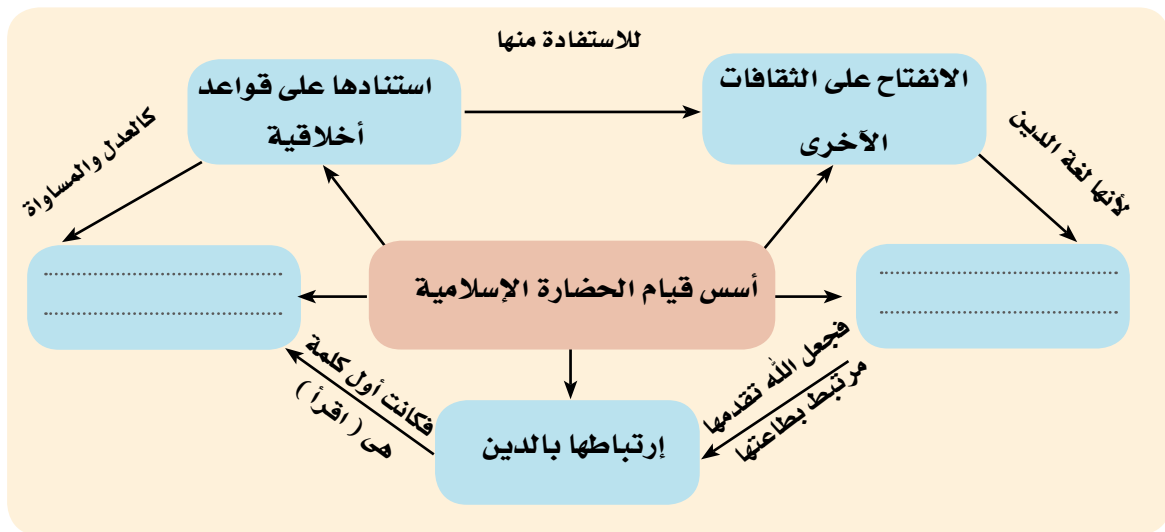 للاستفادة منها
الانفتاح على الثقافات
الآخرى
استنادها على قواعد
أخلاقية
لأنها لغة الدين
كالعدل والمساواة
أسس قيام الحضارة الإسلامية
فجعل الله تقدمها
مرتبط بطاعتها
فكانت أول كلمة
هى ( اقرأ )
إرتباطها بالدين